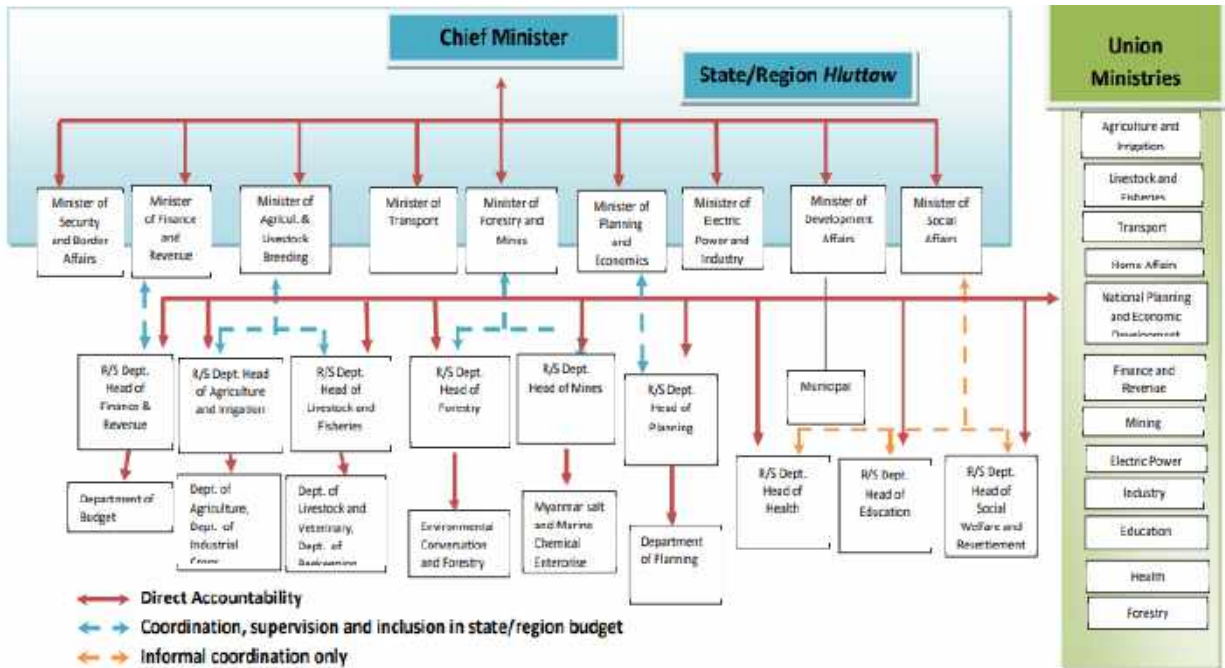 Chief Minister
State/Region Hluttaw
Union
Ministries
Minister of
Security
and Border
Affairs
Minister
of Finance
and
Revenue
Minister of
Agricul. &
Livestock
Breeding
Minister of
Transport
Minister of
Forestry and
Mines
Minister of
Planning
and
Economics
Minister of
Electric
Power and
Industry
Minister of
Development
Affairs
Minister of
Social
Affairs
R/S Dept.
Head of
Finance &
Revenue
R/S Dept. Head
of Agriculture
and Irrigation
R/S Dept.
Head of
Livestock and
Fisheries
R/S Dept.
Head of
Forestry
R/S Dept.
Head of Mines
R/S Dept.
Head of
Planning
Municipal
R/S Dept.
Head of
Health
R/S Dept.
Head of
Education
R/S Dept.
Head of
Social
Welfare and
Resettlement
Department of
Budget
Dept. of
Agriculture,
Dept. of
Industrial
Crops
Dept. of
Livestock and
Veterinary,
Dept. of
Beekeeping
Environmental
Conversation
and Forestry
Myanmar salt
and Marine
Chemical
Enterprise
Department
of Planning
Agriculture and
Irrigation
Livestock and
Fisheries
Transport
Home Affairs
National Planning
and Economic
Development
Finance and
Revenue
Mining
Electric Power
Industry
Education
Health
Forestry
Direct Accountability
Coordination, supervision and inclusion in state/region budget
Informal coordination only